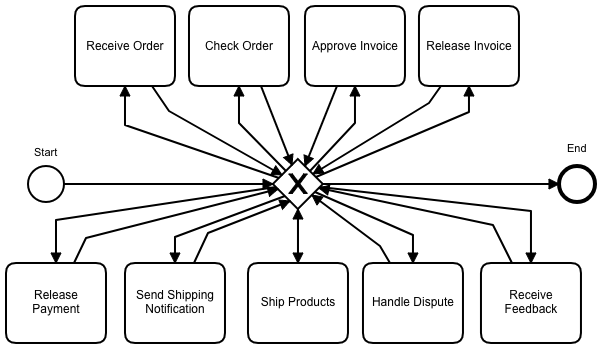 Receive Order
Check Order
Approve Invoice
Release Invoice
Start
X
End
Release
Payment
Send Shipping
Notification
Ship Products
Handle Dispute
Receive
Feedback